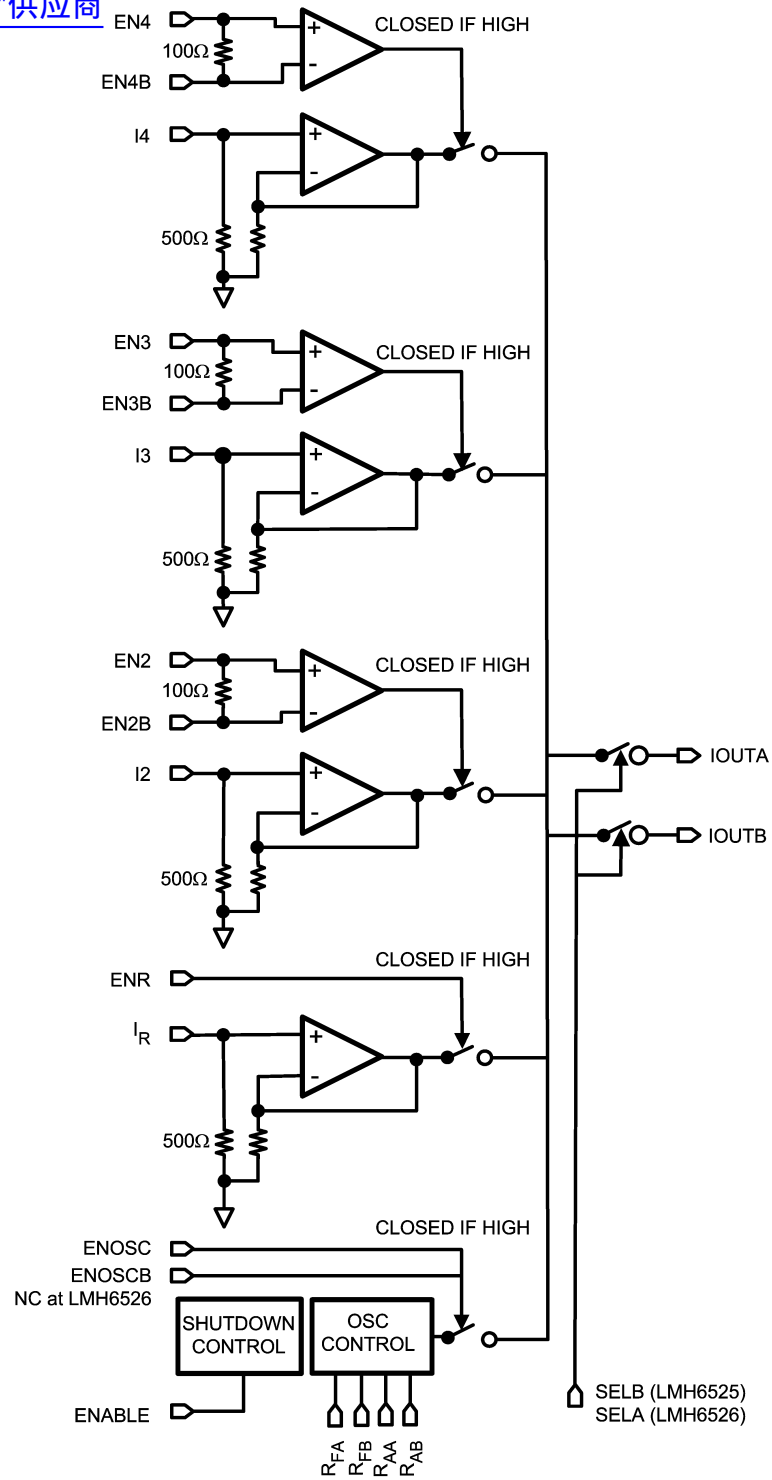 供应商
EN4
CLOSED IF HIGH
+
100Ω
-
EN4B
I4
+
-
500Ω
EN3
CLOSED IF HIGH
+
100Ω
-
EN3B
I3
+
-
500Ω
EN2
CLOSED IF HIGH
+
100Ω
-
EN2B
IOUTA
I2
+
-
IOUTB
500Ω
CLOSED IF HIGH
ENR
IR
+
-
500Ω
CLOSED IF HIGH
ENOSC
ENOSCB
NC at LMH6526
SHUTDOWN
CONTROL
OSC
CONTROL
SELB (LMH6525)
SELA (LMH6526)
ENABLE
RFA
RFB
RAA
RAB